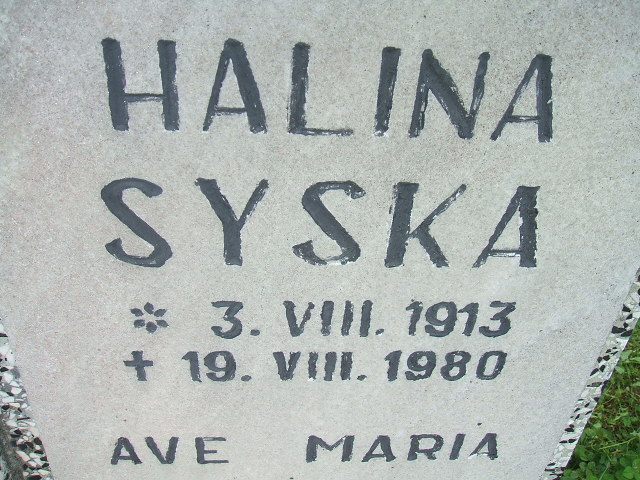 HALINA
SYSKA
* 3. VIII. 1913
✝ 19. VIII. 1980
AVE MARIA